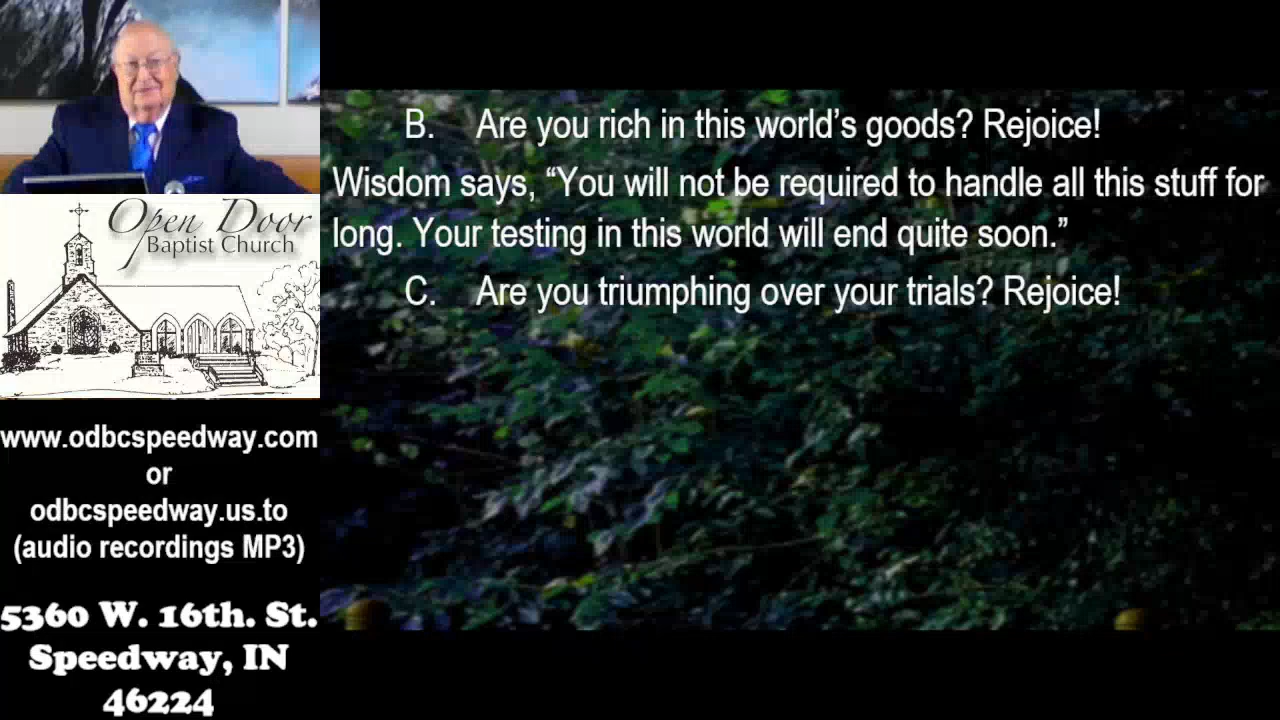 Open Door
Baptist Church
www.odbcspeedway.com
or
odbcspeedway.us.to
(audio recordings MP3)
5360 W. 16th. St.
Speedway, IN
46224
B. Are you rich in this world’s goods? Rejoice!
Wisdom says, “You will not be required to handle all this stuff for
long. Your testing in this world will end quite soon.”
C. Are you triumphing over your trials? Rejoice!